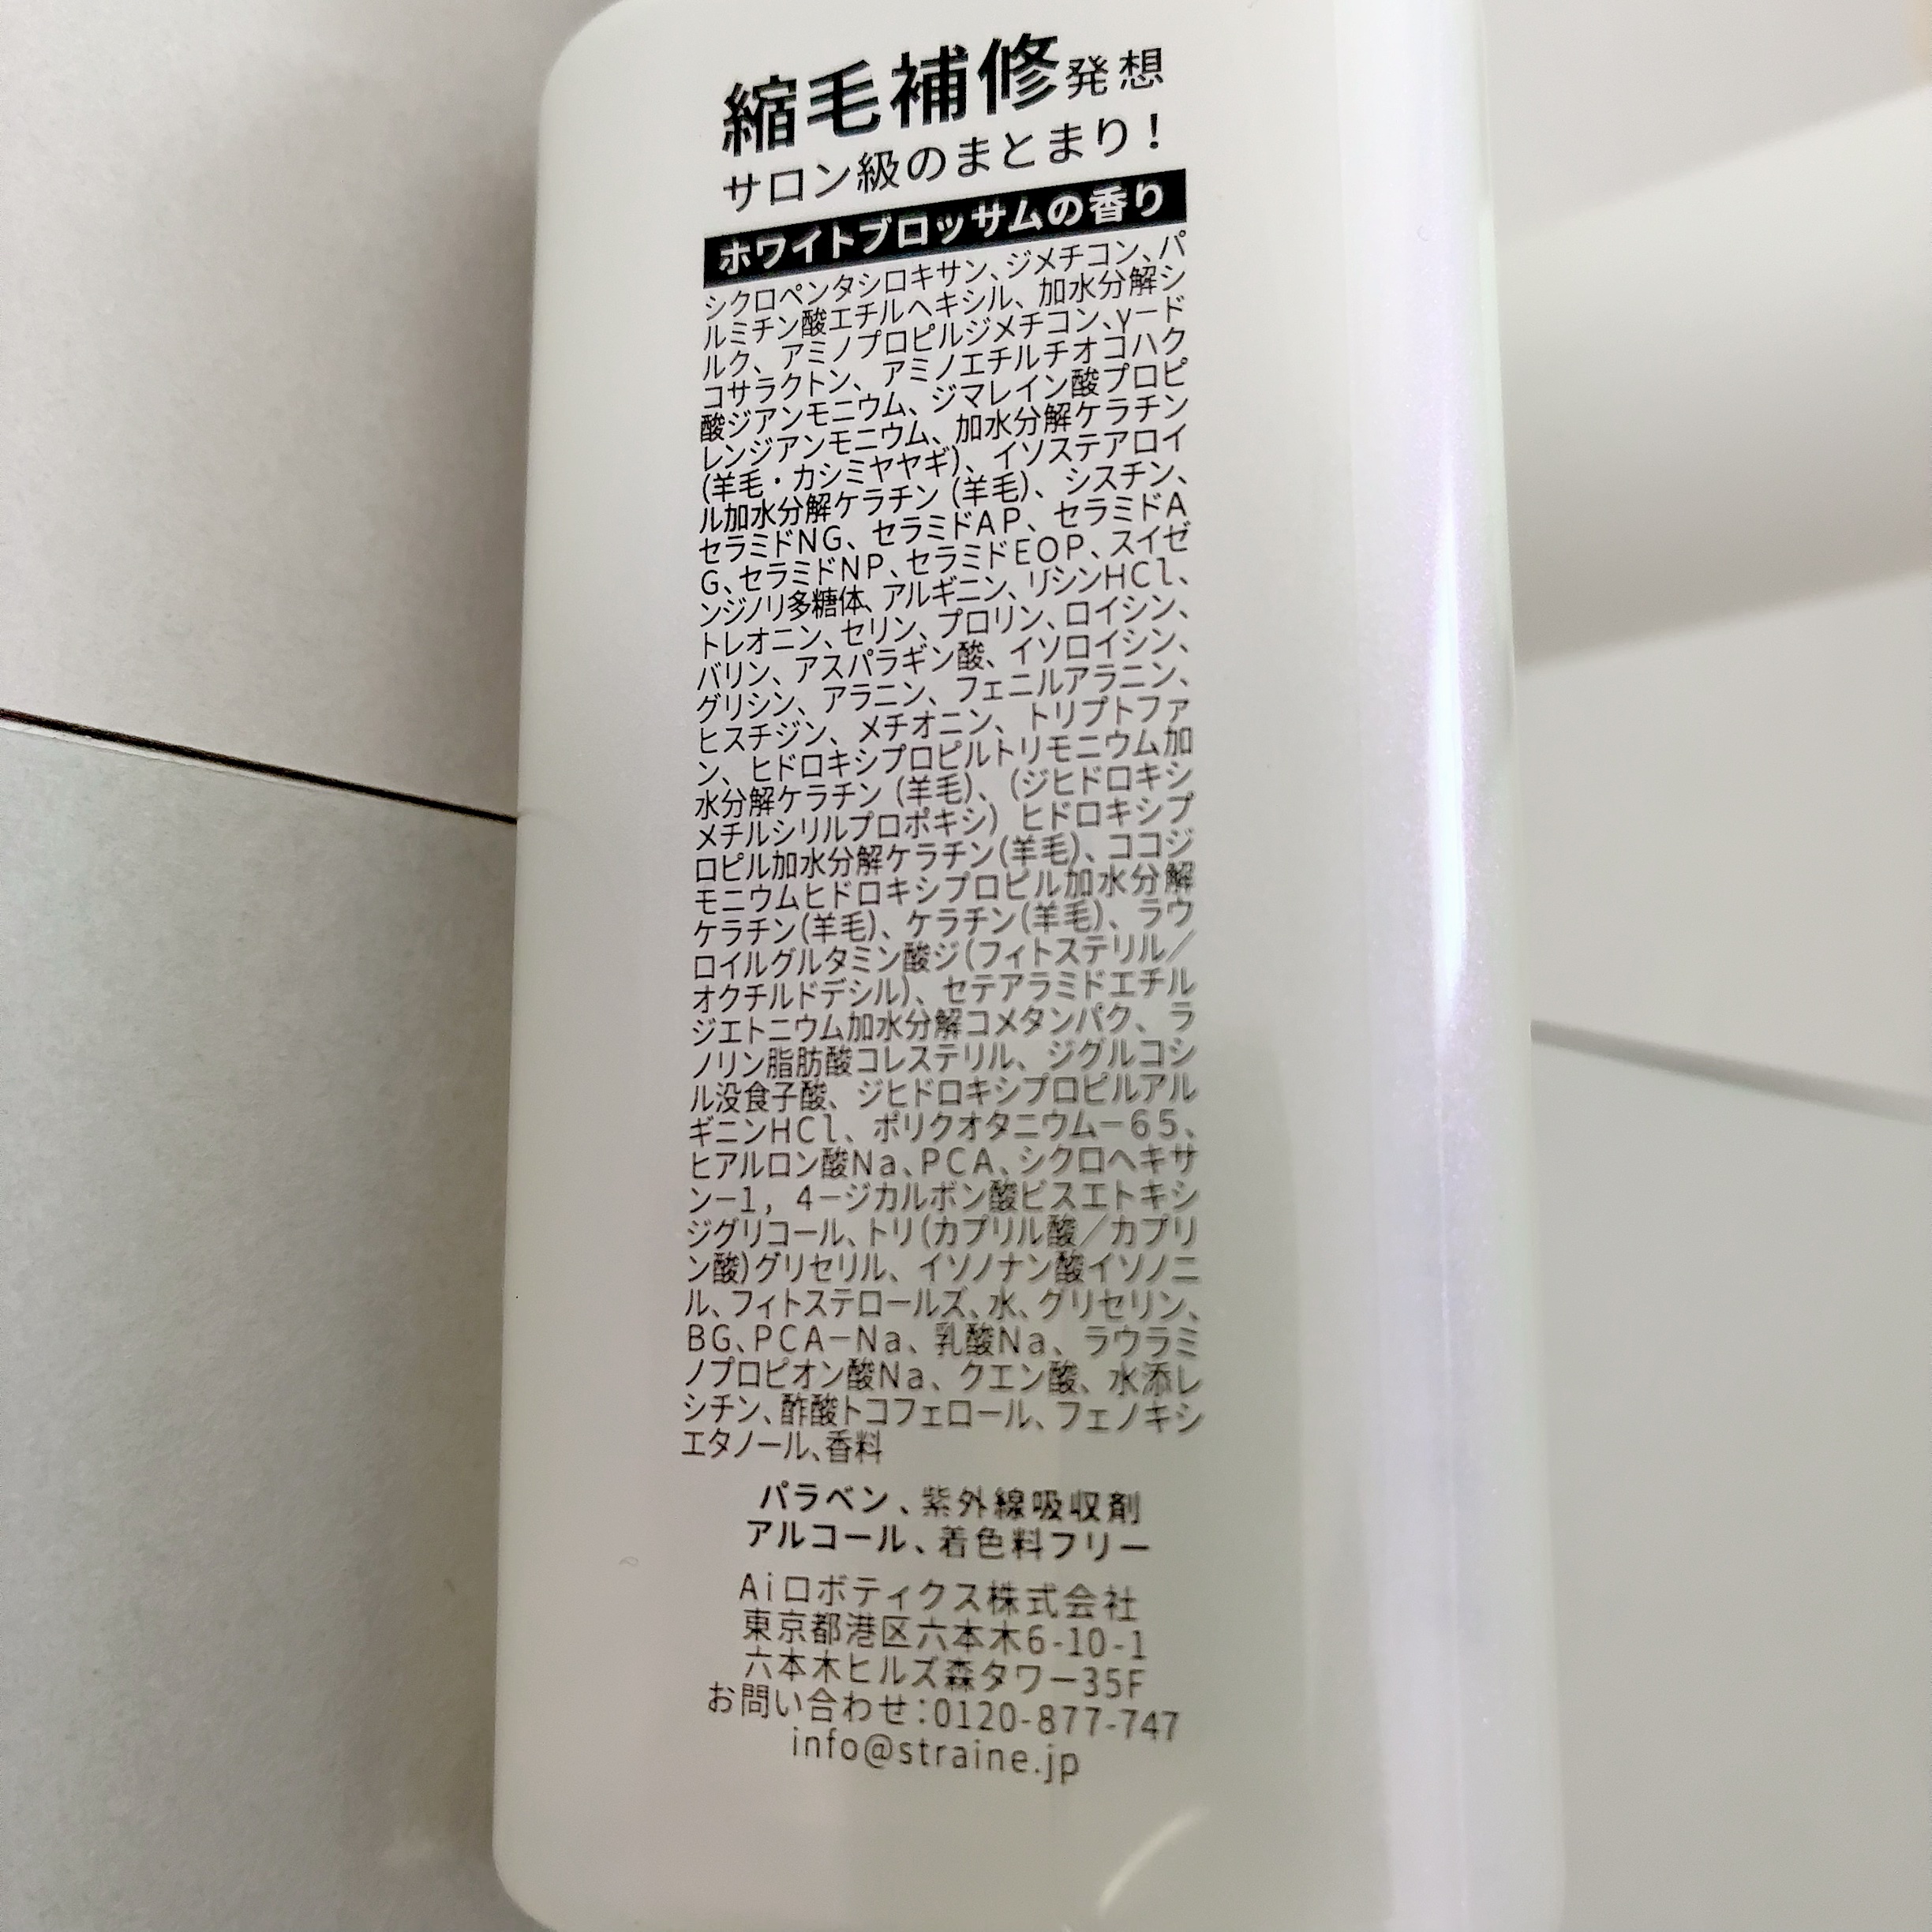 縮毛補修発想
サロン級のまとまり！
ホワイトブロッサムの香り
シクロペンタシロキサン、ジメチコン、パ
ルミチン酸エチルヘキシル、加水分解シ
ルク、アミノプロピルジメチコン、γードド
コサラクトン、アミノエチルチオコハク
酸ジアンモニウム、ジマレイン酸プロピ
レンジアンモニウム、加水分解ケラチン
(羊毛・カシミヤヤギ)、イソステアロイ
ル加水分解ケラチン (羊毛)、シスチン、
セラミドNG、セラミドAP、セラミドA
G、セラミドNP、セラミドEOP、スイゼ
ンジノリ多糖体、アルギニン、リシンHCl、
トレオニン、セリン、プロリン、ロイシン、
バリン、アスパラギン酸、イソロイシン、
グリシン、アラニン、フェニルアラニン、
ヒスチジン、メチオニン、トリプトファ
ン、ヒドロキシプロピルトリモニウム加
水分解ケラチン (羊毛)、(ジヒドロキシ
メチルシリルプロポキシ) ヒドロキシプ
ロピル加水分解ケラチン(羊毛)、ココジ
モニウムヒドロキシプロピル加水分解
ケラチン(羊毛)、ケラチン(羊毛)、ラウ
ロイルグルタミン酸ジ(フィトステリル／
オクチルドデシル)、セテアラミドエチル
ジエトニウム加水分解コメタンパク、ラ
ノリン脂肪酸コレステリル、ジグルコシ
ル没食子酸、ジヒドロキシプロピルアル
ギニンHCl、ポリクオタニウムー65、
ヒアルロン酸Na、PCA、シクロヘキサ
ンー1，4ージカルボン酸ビスエトキシ
ジグリコール、トリ(カプリル酸／カプリ
ン酸)グリセリル、イソノナン酸イソノニ
ル、フィトステロールズ、水、グリセリン、
BG、PCAーNa、乳酸Na、ラウラミ
ノプロピオン酸Na、クエン酸、水添レ
シチン、酢酸トコフェロール、フェノキシ
エタノール、香料
パラベン、紫外線吸収剤
アルコール、着色料フリー
Aiロボティクス株式会社
東京都港区六本木6-10-1
六本木ヒルズ森タワー35F
お問い合わせ：0120-877-747
info@straine.jp